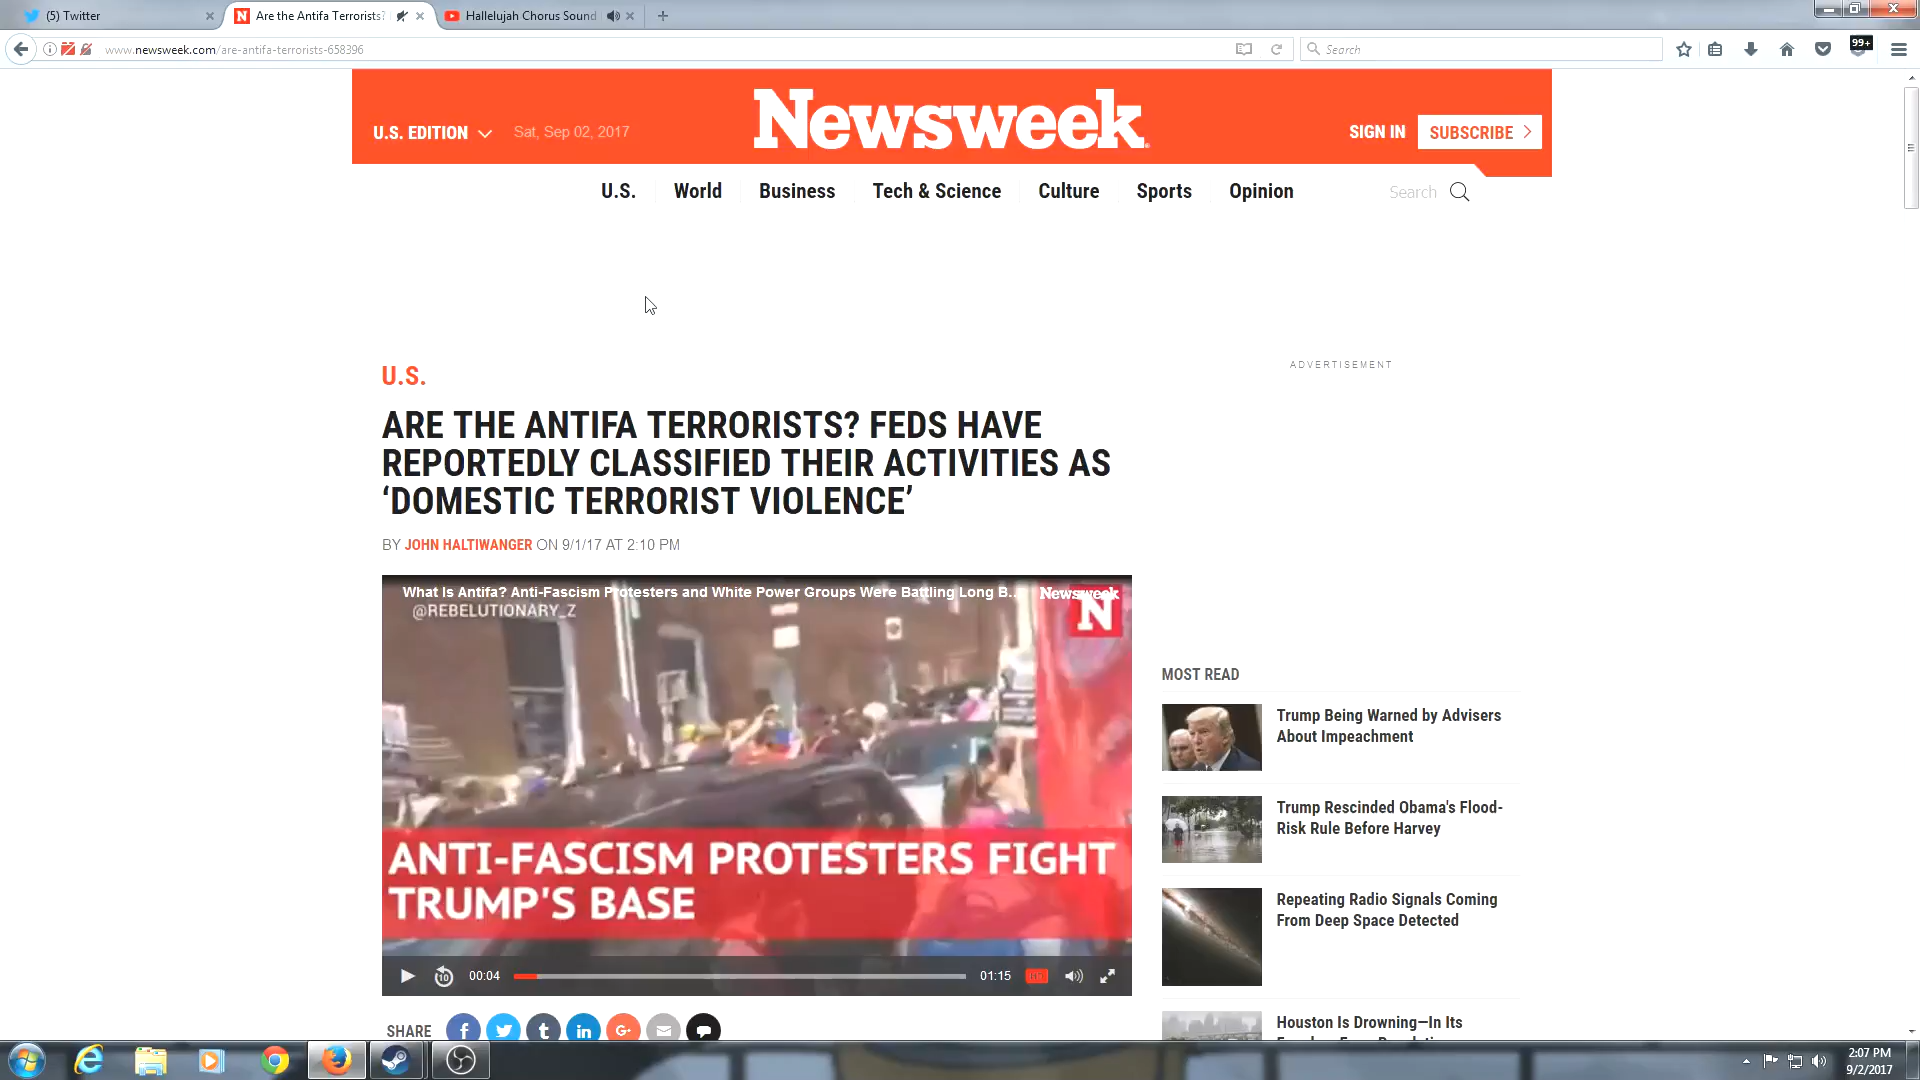 (5) Twitter
Are the Antifa Terrorists?
Hallelujah Chorus Sound
www.newsweek.com/are-antifa-terrorists-658396
Search
99+
U.S. EDITION
Sat, Sep 02, 2017
Newsweek
SIGN IN
SUBSCRIBE
U.S.
World
Business
Tech & Science
Culture
Sports
Opinion
Search
U.S.
ADVERTISEMENT
ARE THE ANTIFA TERRORISTS? FEDS HAVE
REPORTEDLY CLASSIFIED THEIR ACTIVITIES AS
‘DOMESTIC TERRORIST VIOLENCE’
BY JOHN HALTIWANGER ON 9/1/17 AT 2:10 PM
What Is Antifa? Anti-Fascism Protesters and White Power Groups Were Battling Long B...
Newsweek
@REBELUTIONARY_Z
N
ANTI-FASCISM PROTESTERS FIGHT
TRUMP'S BASE
10
00:04
01:15
SHARE
MOST READ
Trump Being Warned by Advisers
About Impeachment
Trump Rescinded Obama's Flood-
Risk Rule Before Harvey
Repeating Radio Signals Coming
From Deep Space Detected
Houston Is Drowning—In Its
2:07 PM
9/2/2017